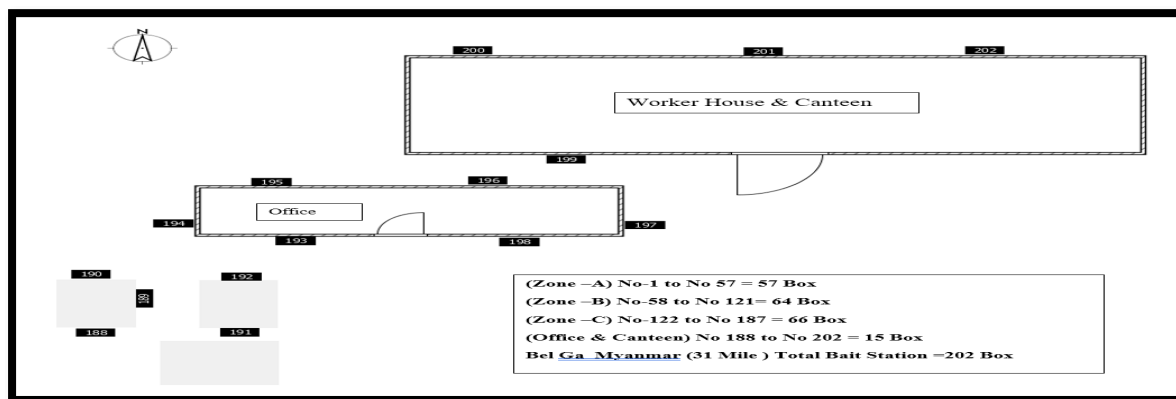 N
200
201
202
Worker House & Canteen
199
195
196
Office
194
197
193
198
190
192
189
188
191
(Zone –A) No-1 to No 57 = 57 Box
(Zone –B) No-58 to No 121= 64 Box
(Zone –C) No-122 to No 187 = 66 Box
(Office & Canteen) No 188 to No 202 = 15 Box
Bel Ga Myanmar (31 Mile ) Total Bait Station =202 Box